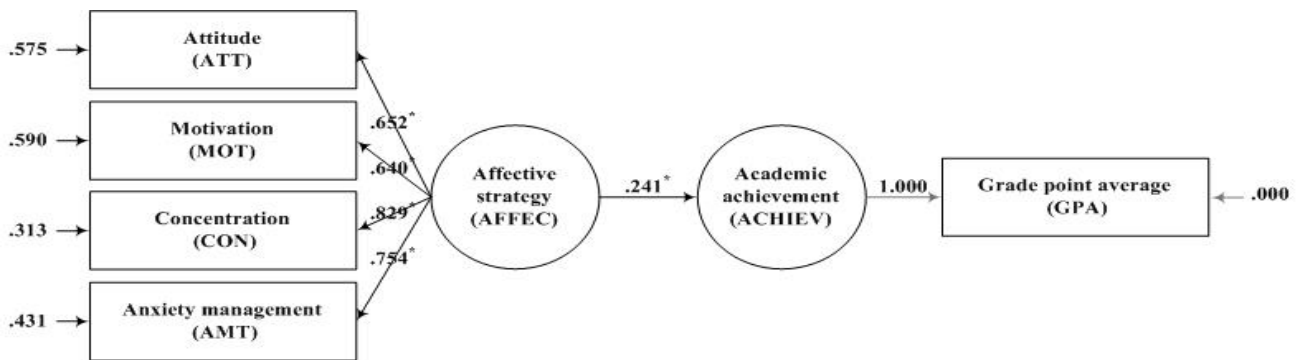 .575
Attitude
(ATT)
.590
Motivation
(MOT)
.313
Concentration
(CON)
.431
Anxiety management
(AMT)
.652*
.640*
.829*
.754*
Affective
strategy
(AFFEC)
.241*
Academic
achievement
(ACHIEV)
1.000
Grade point average
(GPA)
.000